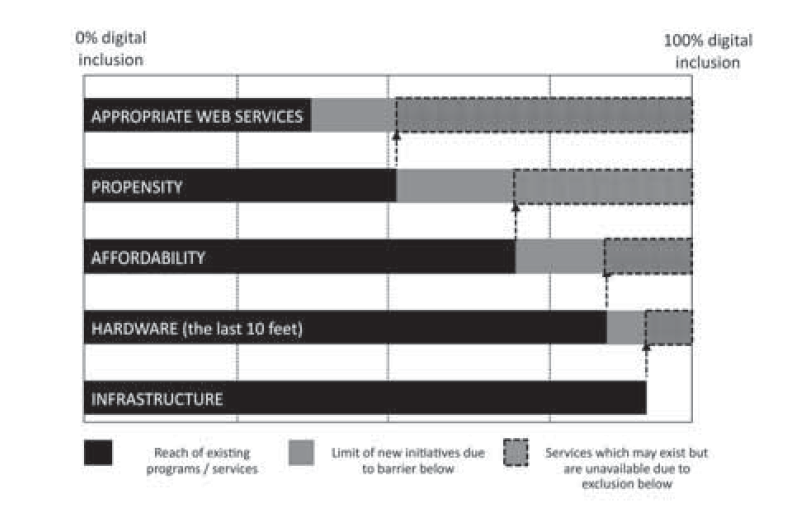 0% digital
inclusion
100% digital
inclusion
APPROPRIATE WEB SERVICES
PROPENSITY
AFFORDABILITY
HARDWARE (the last 10 feet)
INFRASTRUCTURE
Reach of existing
programs / services
Limit of new initiatives due
to barrier below
Services which may exist but
are unavailable due to
exclusion below